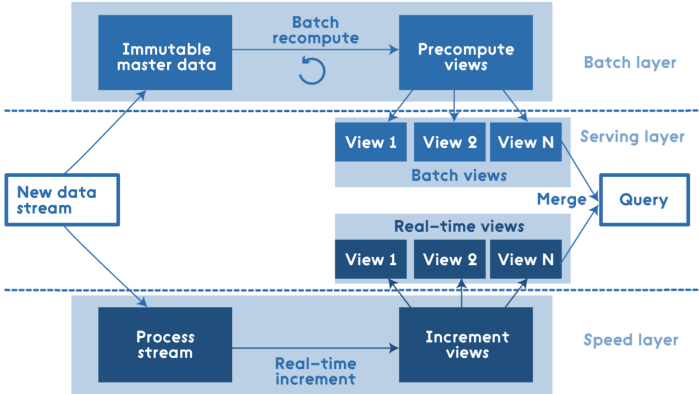 Batch
recompute
Immutable
master data
Precompute
views
Batch layer
View 1
View 2
View N
Serving layer
Batch views
New data
stream
Merge
Query
Real-time views
View 1
View 2
View N
Process
stream
Increment
views
Speed layer
Real-time
increment